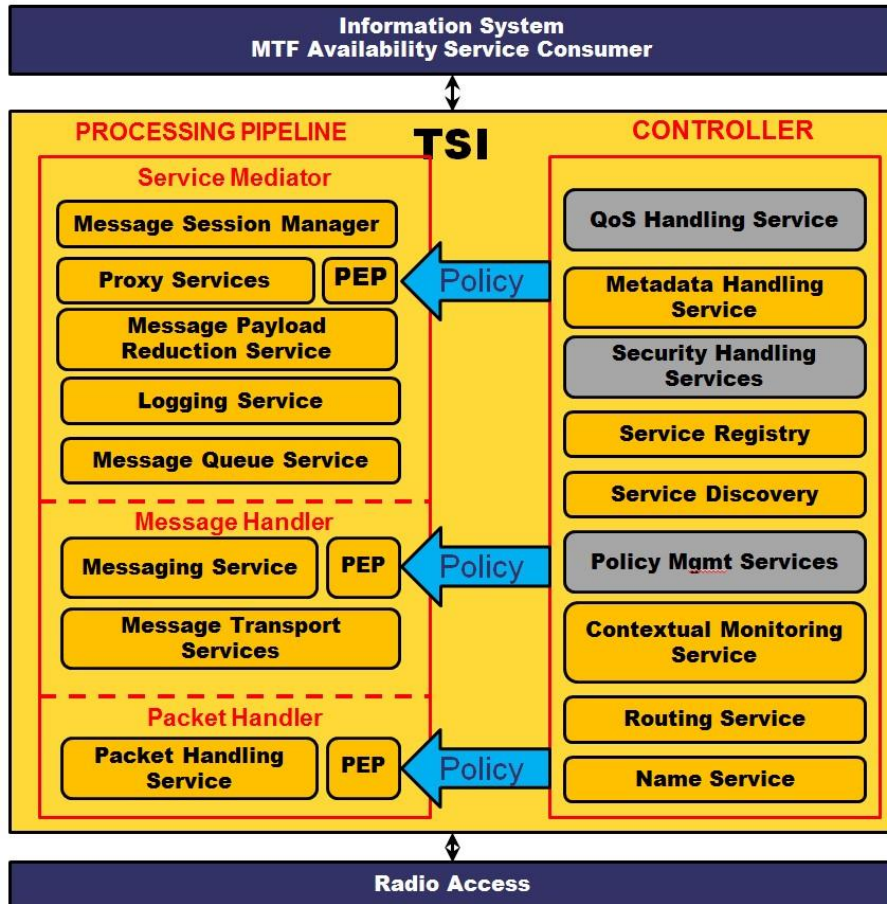 Information System
MTF Availability Service Consumer
TSI
PROCESSING PIPELINE
Service Mediator
Message Session Manager
Proxy Services
PEP
Policy
Message Payload
Reduction Service
Logging Service
Message Queue Service
Message Handler
Messaging Service
PEP
Policy
Message Transport
Services
Packet Handler
Packet Handling
Service
PEP
Policy
CONTROLLER
QoS Handling Service
Metadata Handling
Service
Security Handling
Services
Service Registry
Service Discovery
Policy Mgmt Services
Contextual Monitoring
Service
Routing Service
Name Service
Radio Access